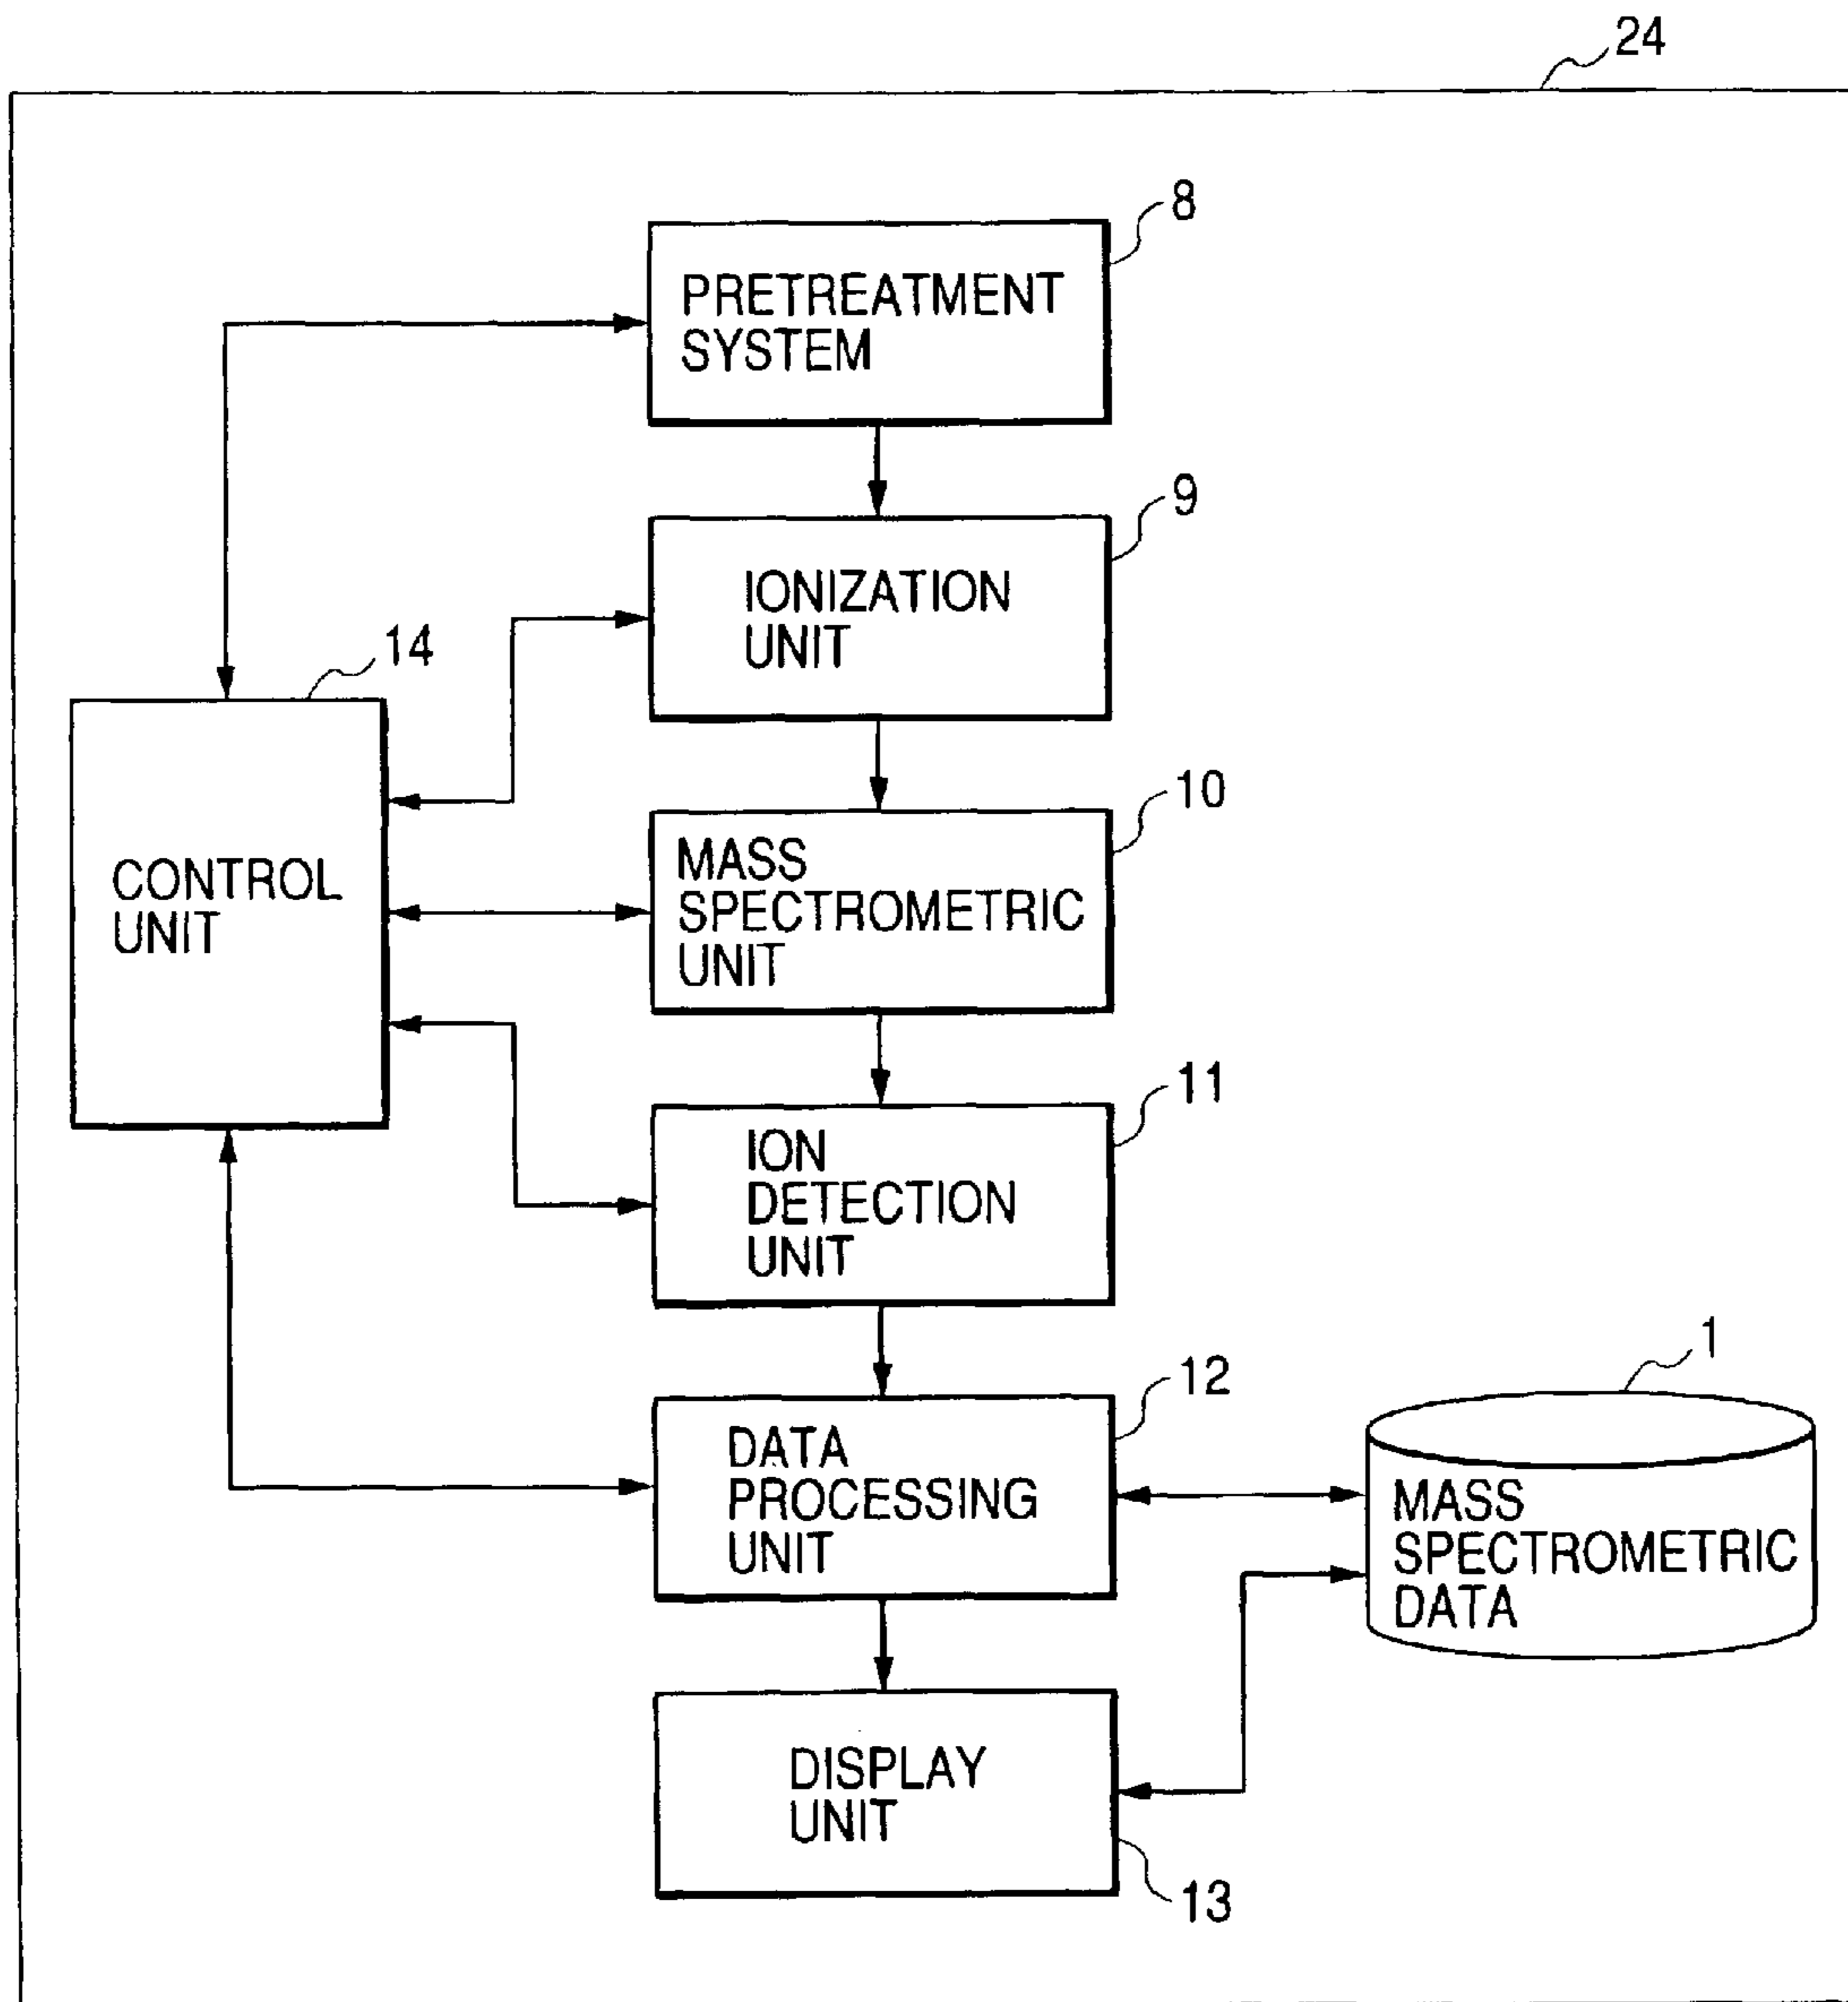 24
8
PRETREATMENT
SYSTEM
9
IONIZATION
UNIT
14
CONTROL
UNIT
10
MASS
SPECTROMETRIC
UNIT
11
ION
DETECTION
UNIT
12
DATA
PROCESSING
UNIT
1
MASS
SPECTROMETRIC
DATA
DISPLAY
UNIT
13